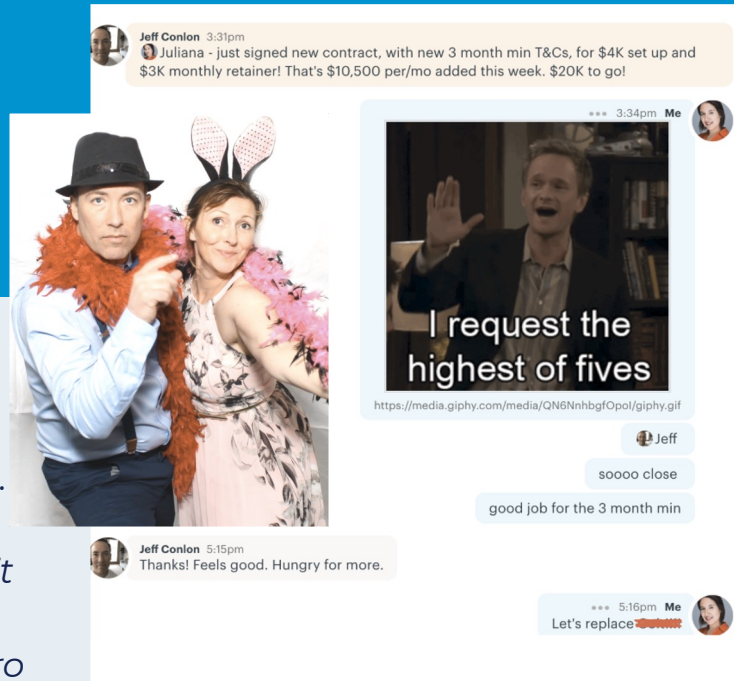 Jeff Conlon 3:31pm
Juliana - just signed new contract, with new 3 month min T&Cs, for $4K set up and
$3K monthly retainer! That's $10,500 per/mo added this week. $20K to go!
••• 3:34pm Me
I request the
highest of fives
https://media.giphy.com/media/QN6NnhbgfOpoI/giphy.gif
Jeff
soooo close
good job for the 3 month min
Jeff Conlon 5:15pm
Thanks! Feels good. Hungry for more.
••• 5:16pm Me
Let's replace